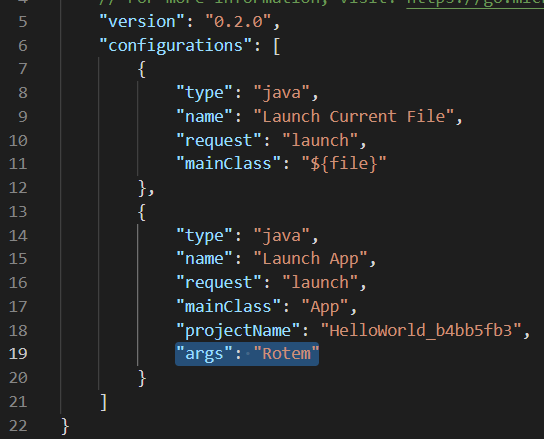 // For more information, visit: https://go.mic
5 "version": "0.2.0",
6 "configurations": [
7 {
8 "type": "java",
9 "name": "Launch Current File",
10 "request": "launch",
11 "mainClass": "${file}"
12 },
13 {
14 "type": "java",
15 "name": "Launch App",
16 "request": "launch",
17 "mainClass": "App",
18 "projectName": "HelloWorld_b4bb5fb3",
19 "args": "Rotem"
20 }
21 ]
22 }